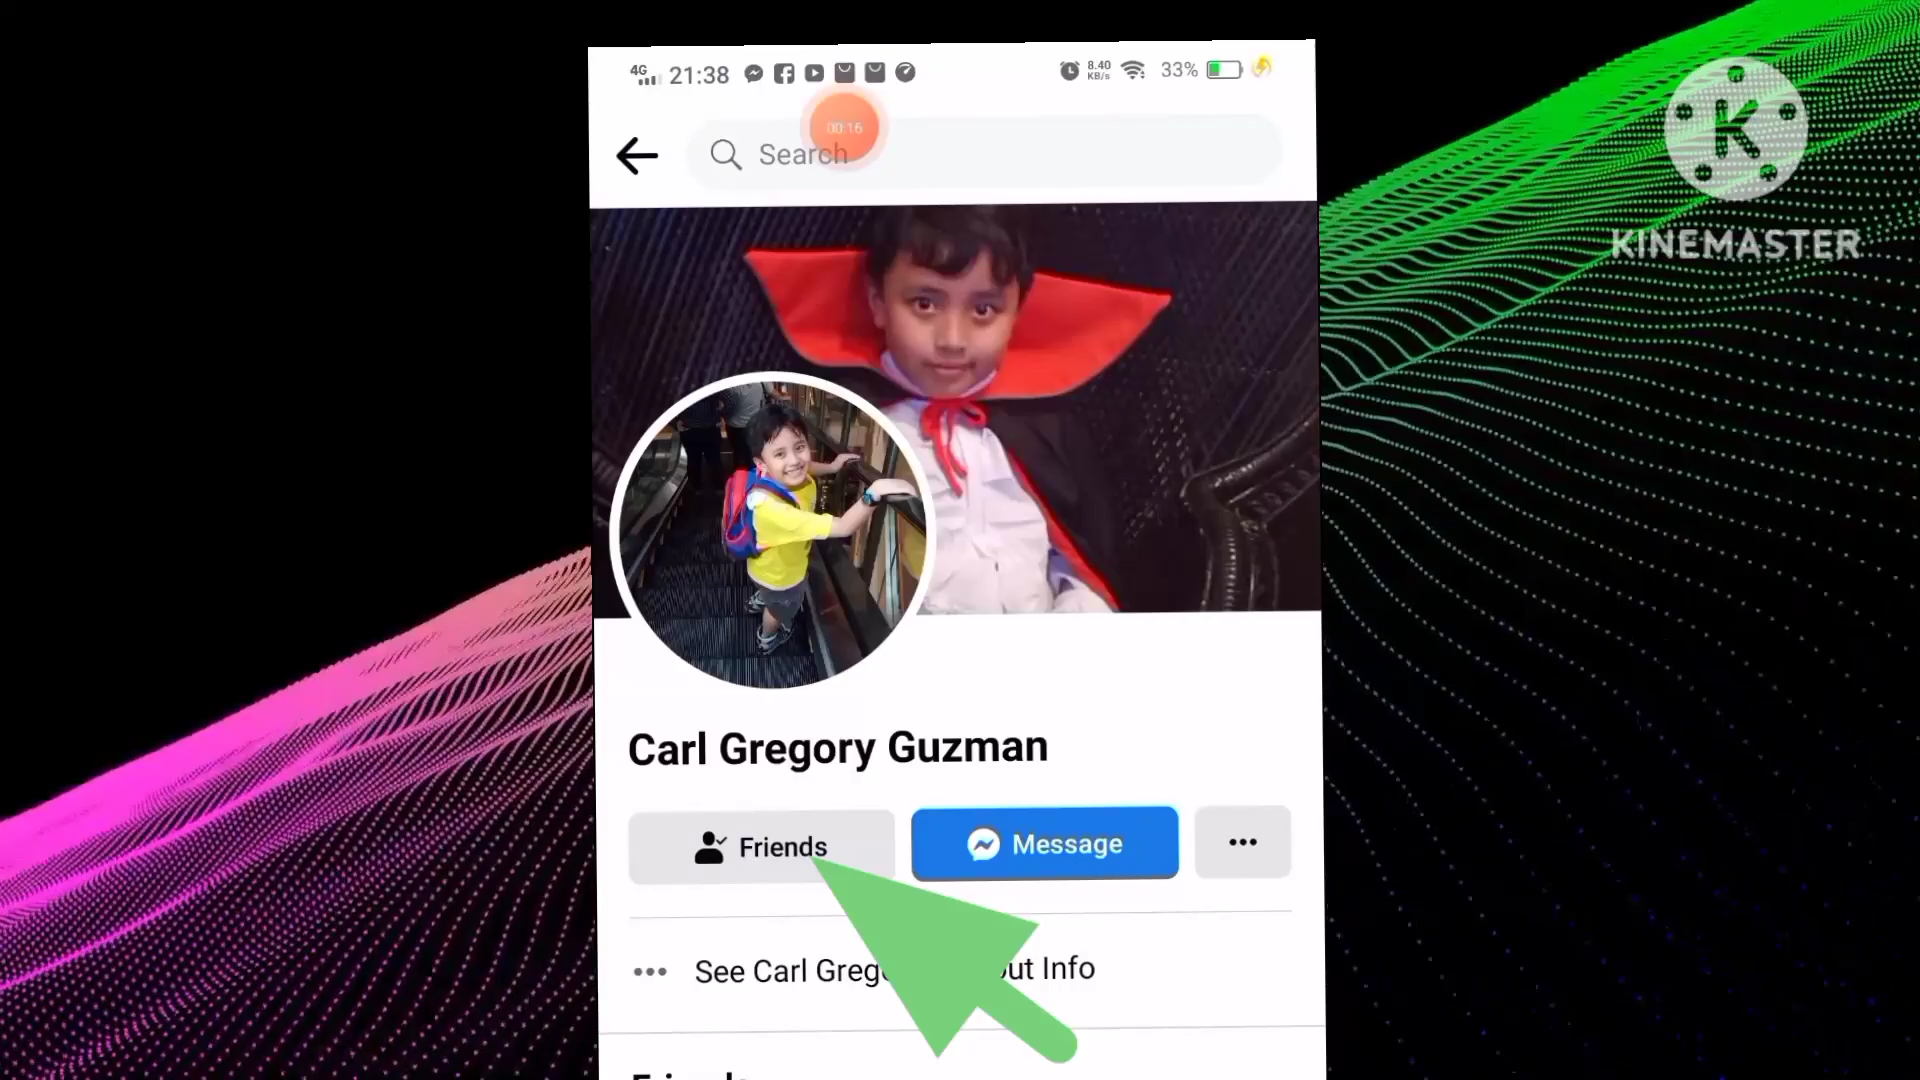 4G 21:38 8.40 KB/s 33%
00:16
Search
K
KINEMASTER
Carl Gregory Guzman
Friends
Message
See Carl Greg out Info